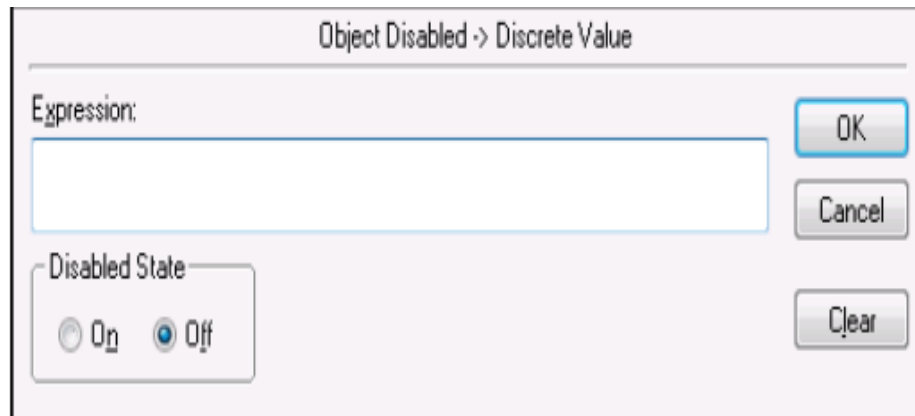 Object Disabled -> Discrete Value
Expression:
OK
Cancel
Disabled State
On Off
Clear